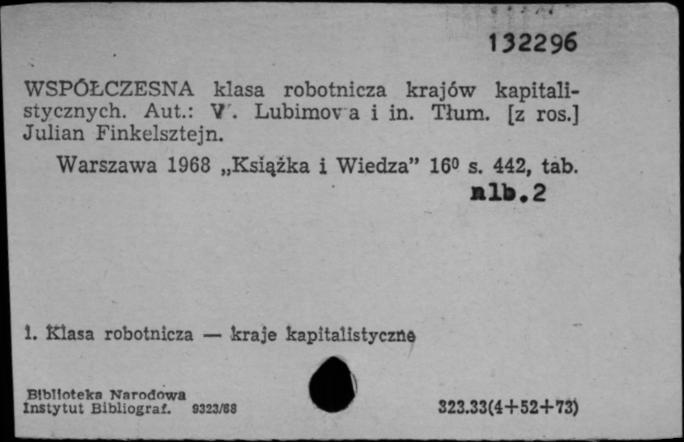 132296
WSPÓŁCZESNA klasa robotnicza krajów kapitali-
stycznych. Aut.: V. Lubimova i in. Tłum. [z ros.]
Julian Finkelsztejn.
Warszawa 1968 „Książka i Wiedza” 16⁰ s. 442, tab.
nlb.2
1. Klasa robotnicza — kraje kapitalistyczne
Biblioteka Narodowa
Instytut Bibliograf. 9323/68
323.33(4+52+73)